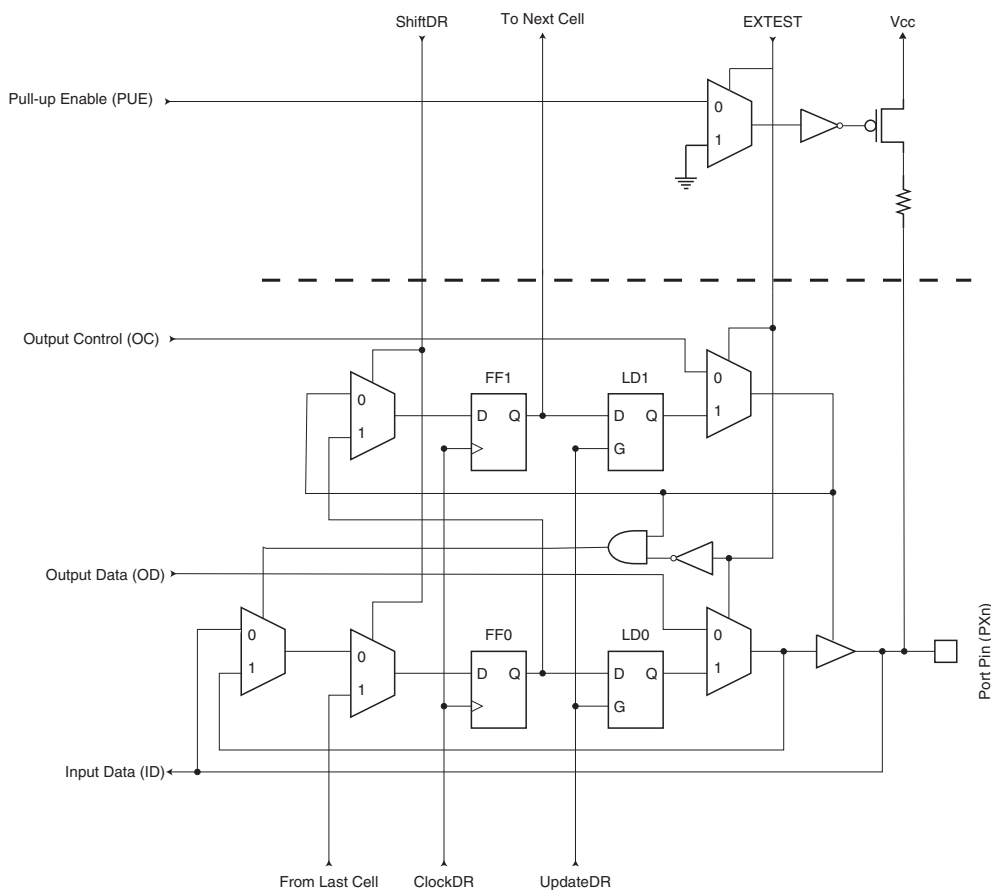 ShiftDR
To Next Cell
EXTEST
Vcc
Pull-up Enable (PUE)
0
1
Output Control (OC)
FF1
LD1
0
1
D Q
D Q
G
0
1
Output Data (OD)
FF0
LD0
0
1
0
1
D Q
D Q
G
0
1
Port Pin (PXn)
Input Data (ID)
From Last Cell
ClockDR
UpdateDR